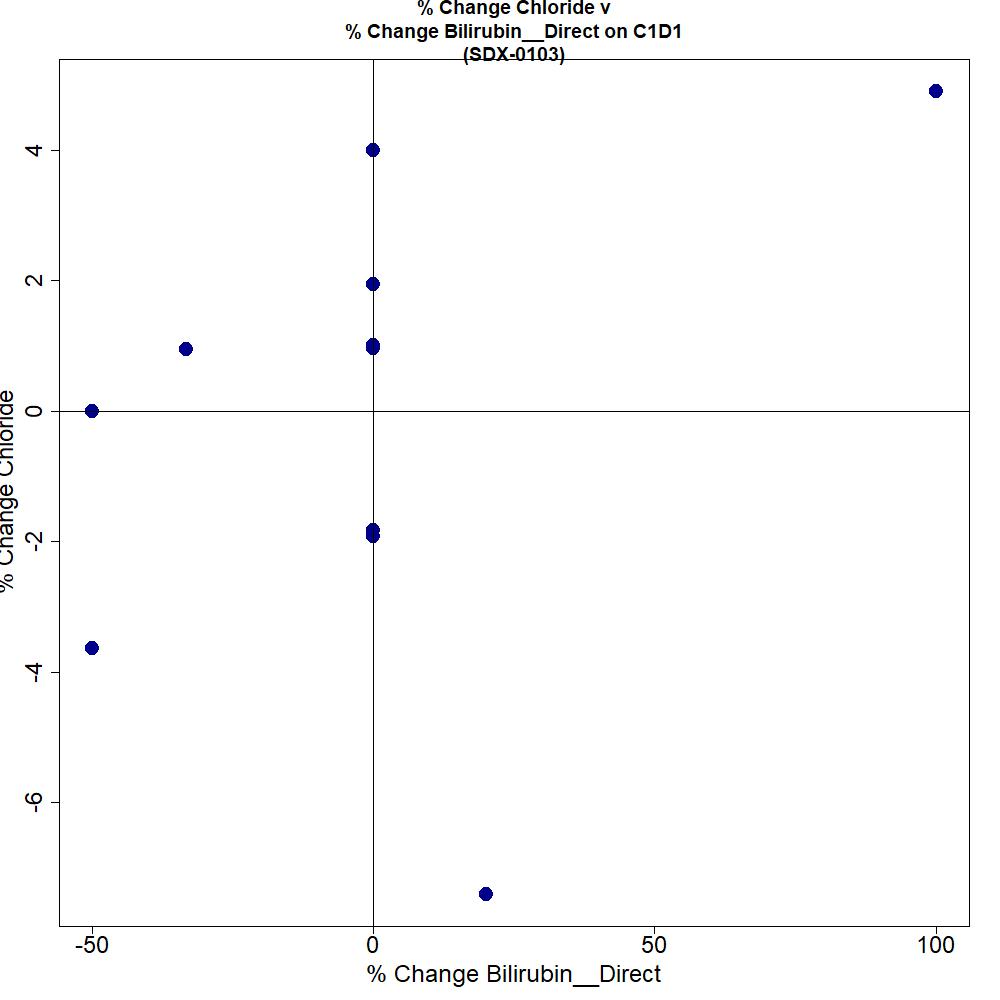 % Change Chloride v
% Change Bilirubin__Direct on C1D1
(SDX-0103)
% Change Chloride
4
2
0
-2
-4
-6
-50
0
50
100
% Change Bilirubin__Direct